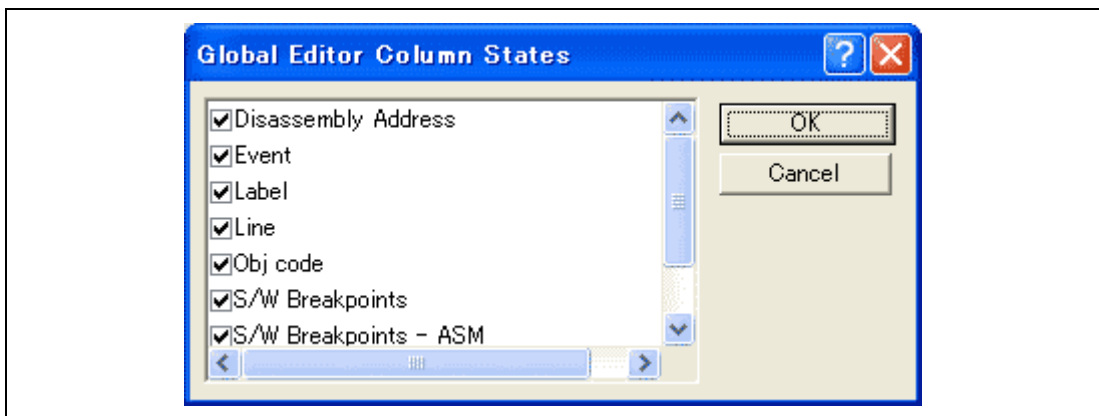 Global Editor Column States
Disassembly Address
Event
Label
Line
Obj code
S/W Breakpoints
S/W Breakpoints - ASM
OK
Cancel